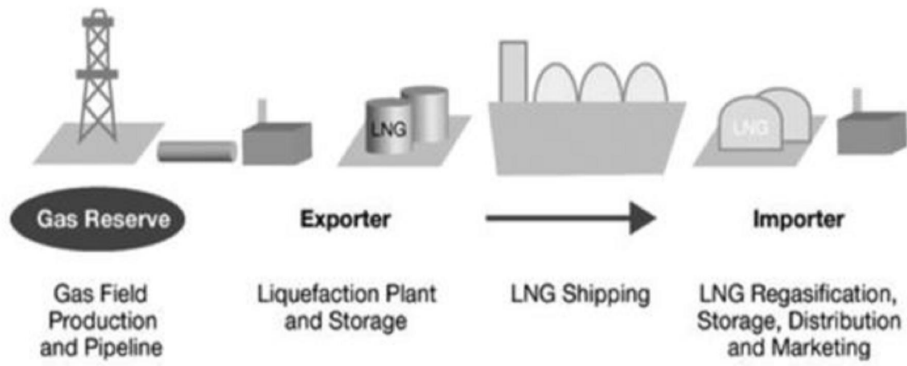 LNG
LNG
Gas Reserve
Exporter
Importer
Gas Field
Production
and Pipeline
Liquefaction Plant
and Storage
LNG Shipping
LNG Regasification,
Storage, Distribution
and Marketing